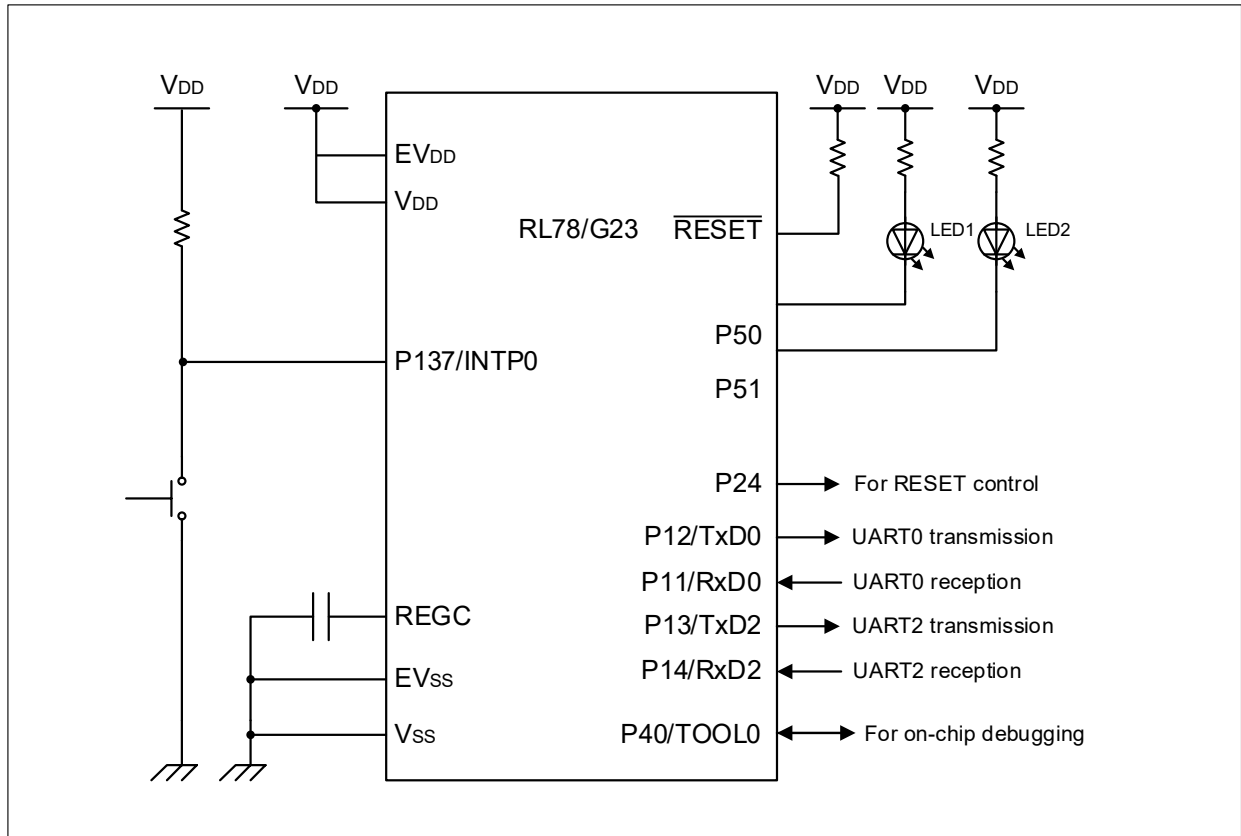 VDD
VDD
VDD
VDD
VDD
EVDD
VDD
RL78/G23
RESET
LED1
LED2
P50
P137/INTP0
P51
P24
For RESET control
P12/TxD0
UART0 transmission
P11/RxD0
UART0 reception
REGC
P13/TxD2
UART2 transmission
P14/RxD2
UART2 reception
EVSS
VSS
P40/TOOL0
For on-chip debugging